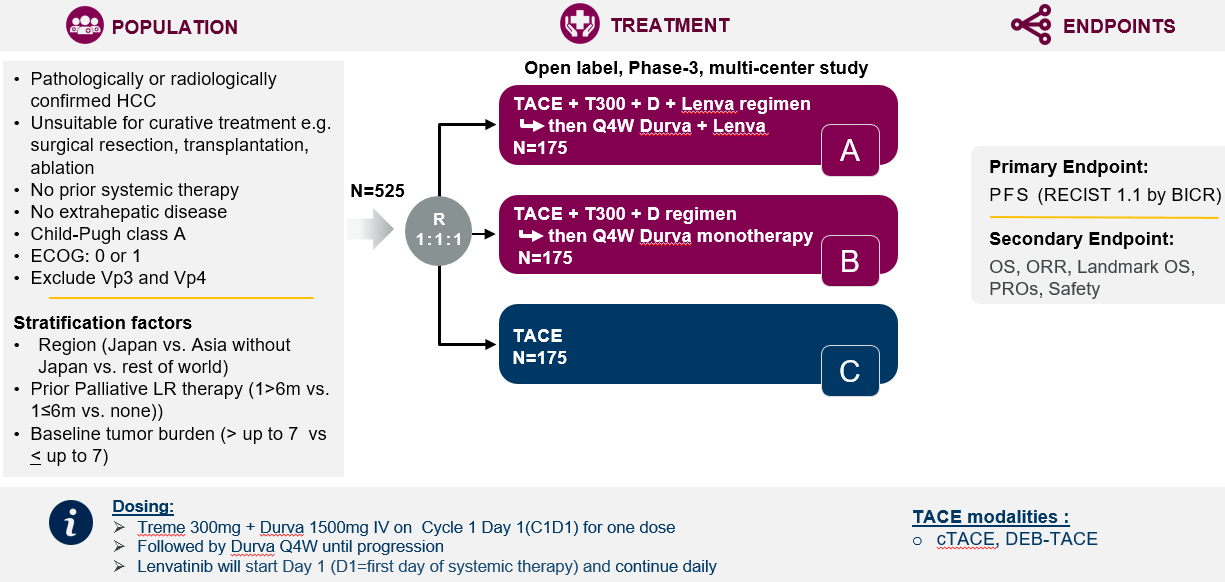 POPULATION
• Pathologically or radiologically
confirmed HCC
• Unsuitable for curative treatment e.g.
surgical resection, transplantation,
ablation
• No prior systemic therapy
• No extrahepatic disease
• Child-Pugh class A
• ECOG: 0 or 1
• Exclude Vp3 and Vp4
Stratification factors
• Region (Japan vs. Asia without
Japan vs. rest of world)
• Prior Palliative LR therapy (1>6m vs.
1≤6m vs. none))
• Baseline tumor burden (> up to 7 vs
< up to 7)
TREATMENT
Open label, Phase-3, multi-center study
N=525
R
1:1:1
TACE + T300 + D + Lenva regimen
then Q4W Durva + Lenva
N=175
A
TACE + T300 + D regimen
then Q4W Durva monotherapy
N=175
B
TACE
N=175
C
ENDPOINTS
Primary Endpoint:
PFS (RECIST 1.1 by BICR)
Secondary Endpoint:
OS, ORR, Landmark OS,
PROs, Safety
i
Dosing:
➢ Treme 300mg + Durva 1500mg IV on Cycle 1 Day 1(C1D1) for one dose
➢ Followed by Durva Q4W until progression
➢ Lenvatinib will start Day 1 (D1=first day of systemic therapy) and continue daily
TACE modalities :
o cTACE, DEB-TACE